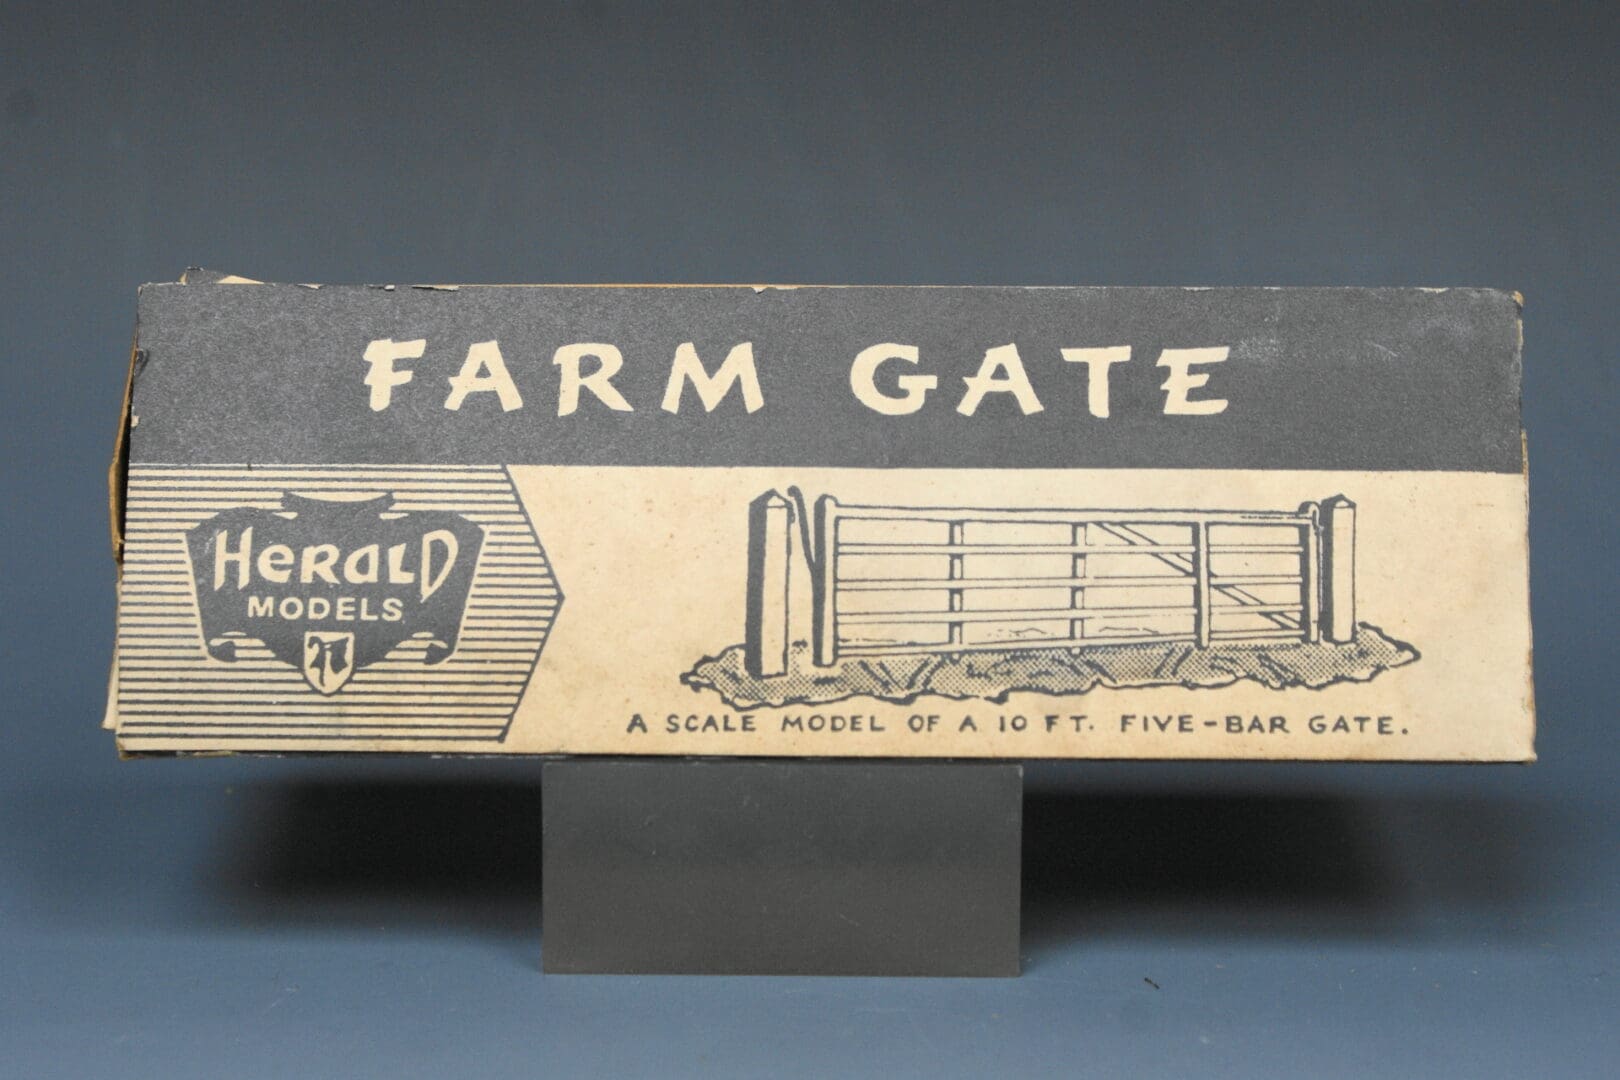 FARM GATE
HERALD
MODELS
A SCALE MODEL OF A 10 FT. FIVE-BAR GATE.